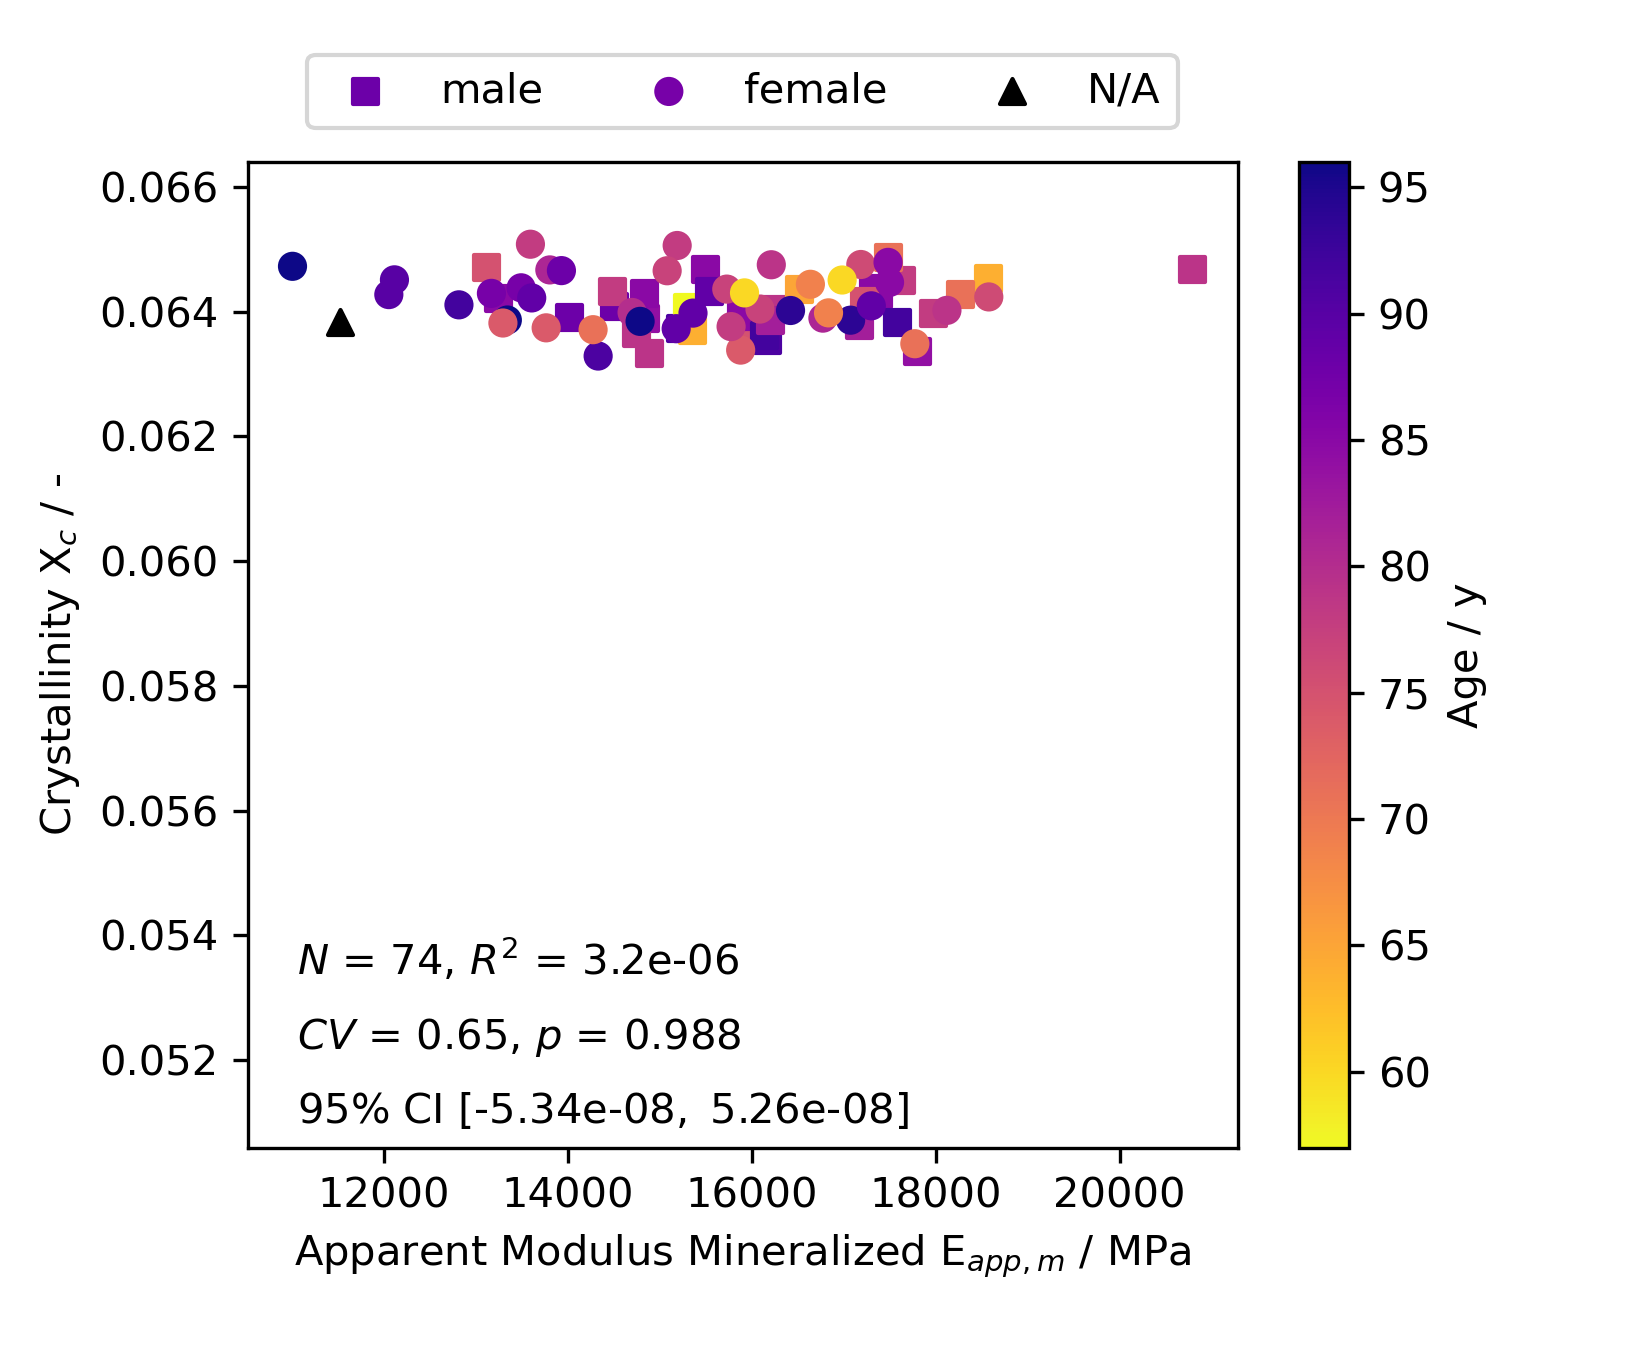 male female N/A
0.066
0.064
0.062
0.060
0.058
0.056
0.054
0.052
Crystallinity X_c / -
N = 74, R² = 3.2e-06
CV = 0.65, p = 0.988
95% CI [-5.34e-08, 5.26e-08]
12000 14000 16000 18000 20000
Apparent Modulus Mineralized E_app,m / MPa
95
90
85
80
75
70
65
60
Age / y